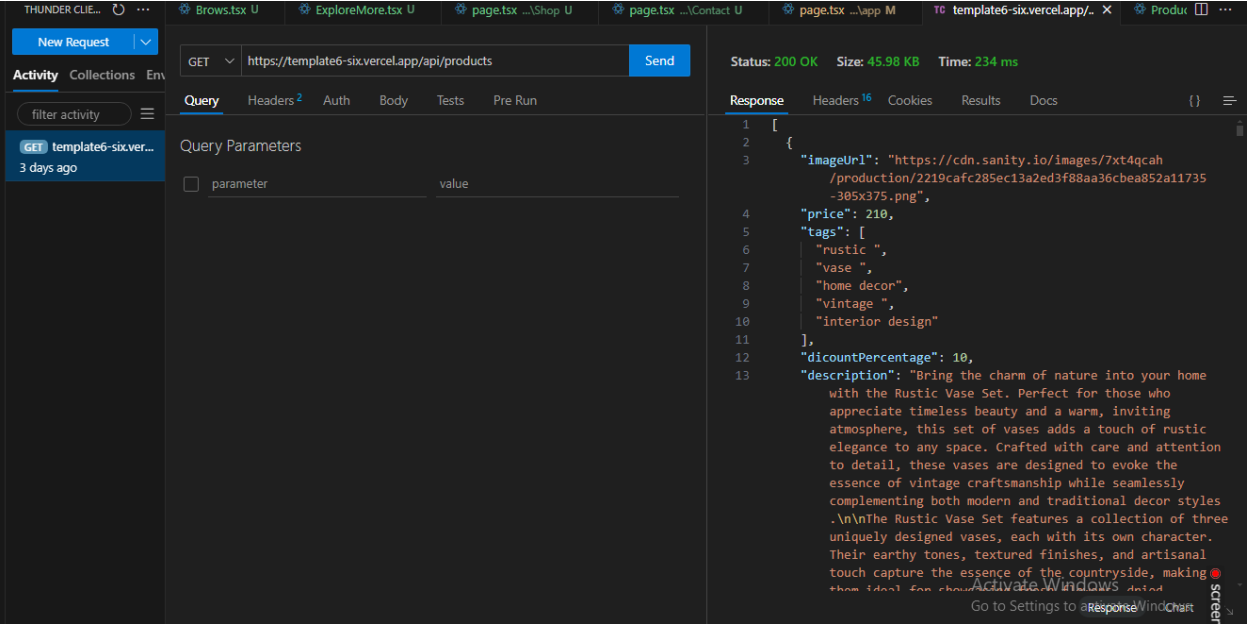 THUNDER CLIE... ···
Brows.tsx U
ExploreMore.tsx U
page.tsx ...\Shop U
page.tsx ...\Contact U
page.tsx ...\app M
TC template6-six.vercel.app/..
Produc
···
New Request
Activity Collections Env
filter activity
GET template6-six.ver...
3 days ago
GET https://template6-six.vercel.app/api/products Send
Query Headers 2 Auth Body Tests Pre Run
Query Parameters
parameter value
Status: 200 OK Size: 45.98 KB Time: 234 ms
Response Headers 16 Cookies Results Docs {}
1 [
2 {
3 "imageUrl": "https://cdn.sanity.io/images/7xt4qcah
/production/2219cafc285ec13a2ed3f88aa36cbea852a11735
-305x375.png",
4 "price": 210,
5 "tags": [
6 "rustic ",
7 "vase ",
8 "home decor",
9 "vintage ",
10 "interior design"
11 ],
12 "dicountPercentage": 10,
13 "description": "Bring the charm of nature into your home
with the Rustic Vase Set. Perfect for those who
appreciate timeless beauty and a warm, inviting
atmosphere, this set of vases adds a touch of rustic
elegance to any space. Crafted with care and attention
to detail, these vases are designed to evoke the
essence of vintage craftsmanship while seamlessly
complementing both modern and traditional decor styles
.\n\nThe Rustic Vase Set features a collection of three
uniquely designed vases, each with its own character.
Their earthy tones, textured finishes, and artisanal
touch capture the essence of the countryside, making
them ideal for
Activate Windows
Go to Settings to activate Windows.
Response Chart
screen